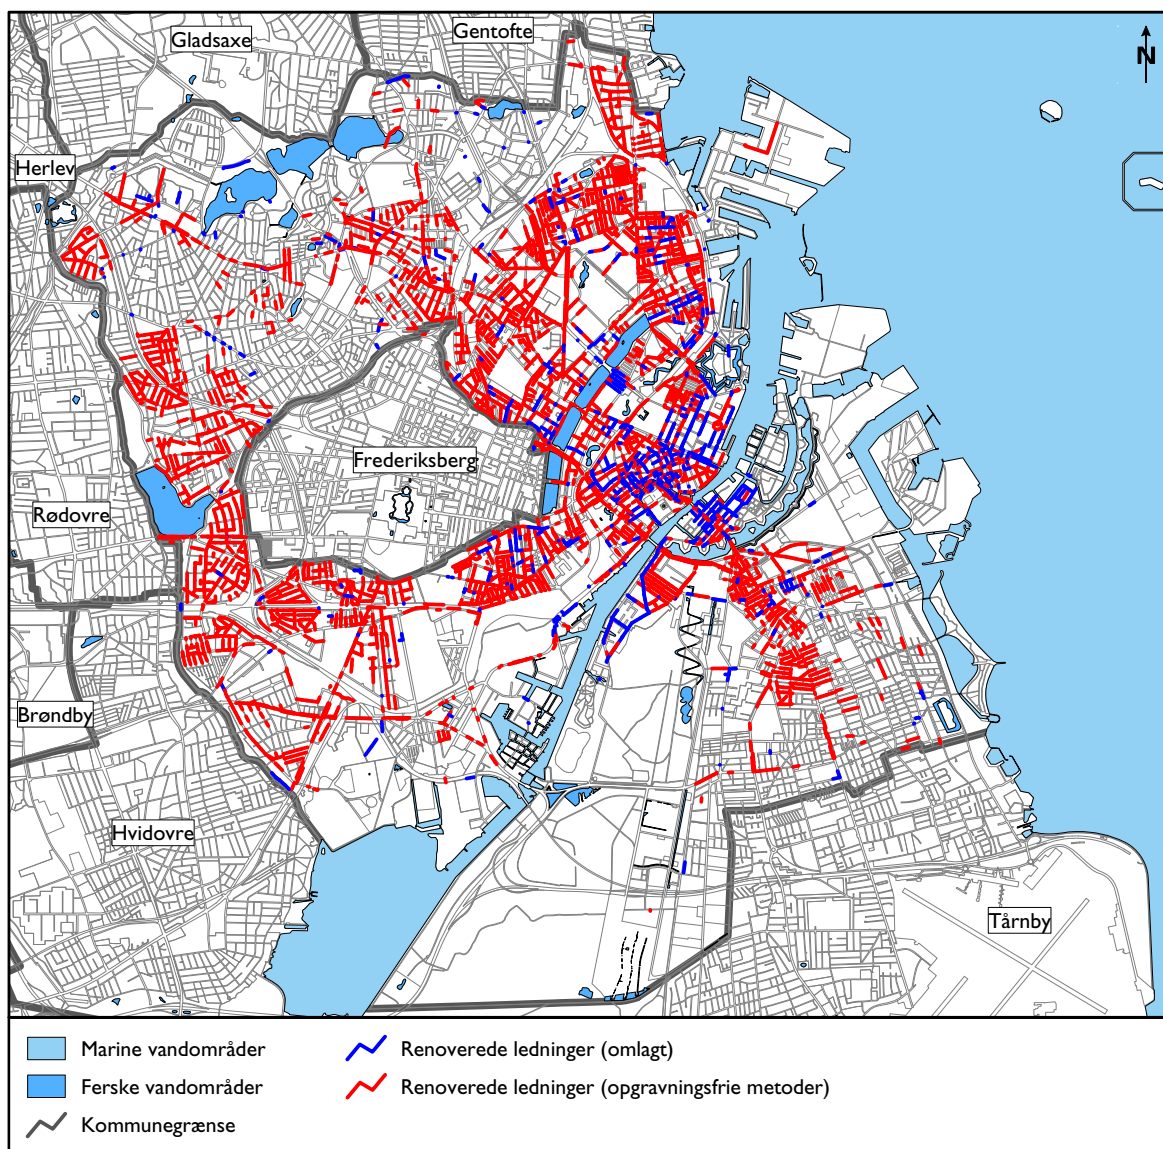 Gladsaxe
Gentofte
N
Herlev
Frederiksberg
Rødovre
Brøndby
Hvidovre
Tårnby
Marine vandområder
Ferske vandområder
Kommunegrænse
Renoverede ledninger (omlagt)
Renoverede ledninger (opgravningsfrie metoder)